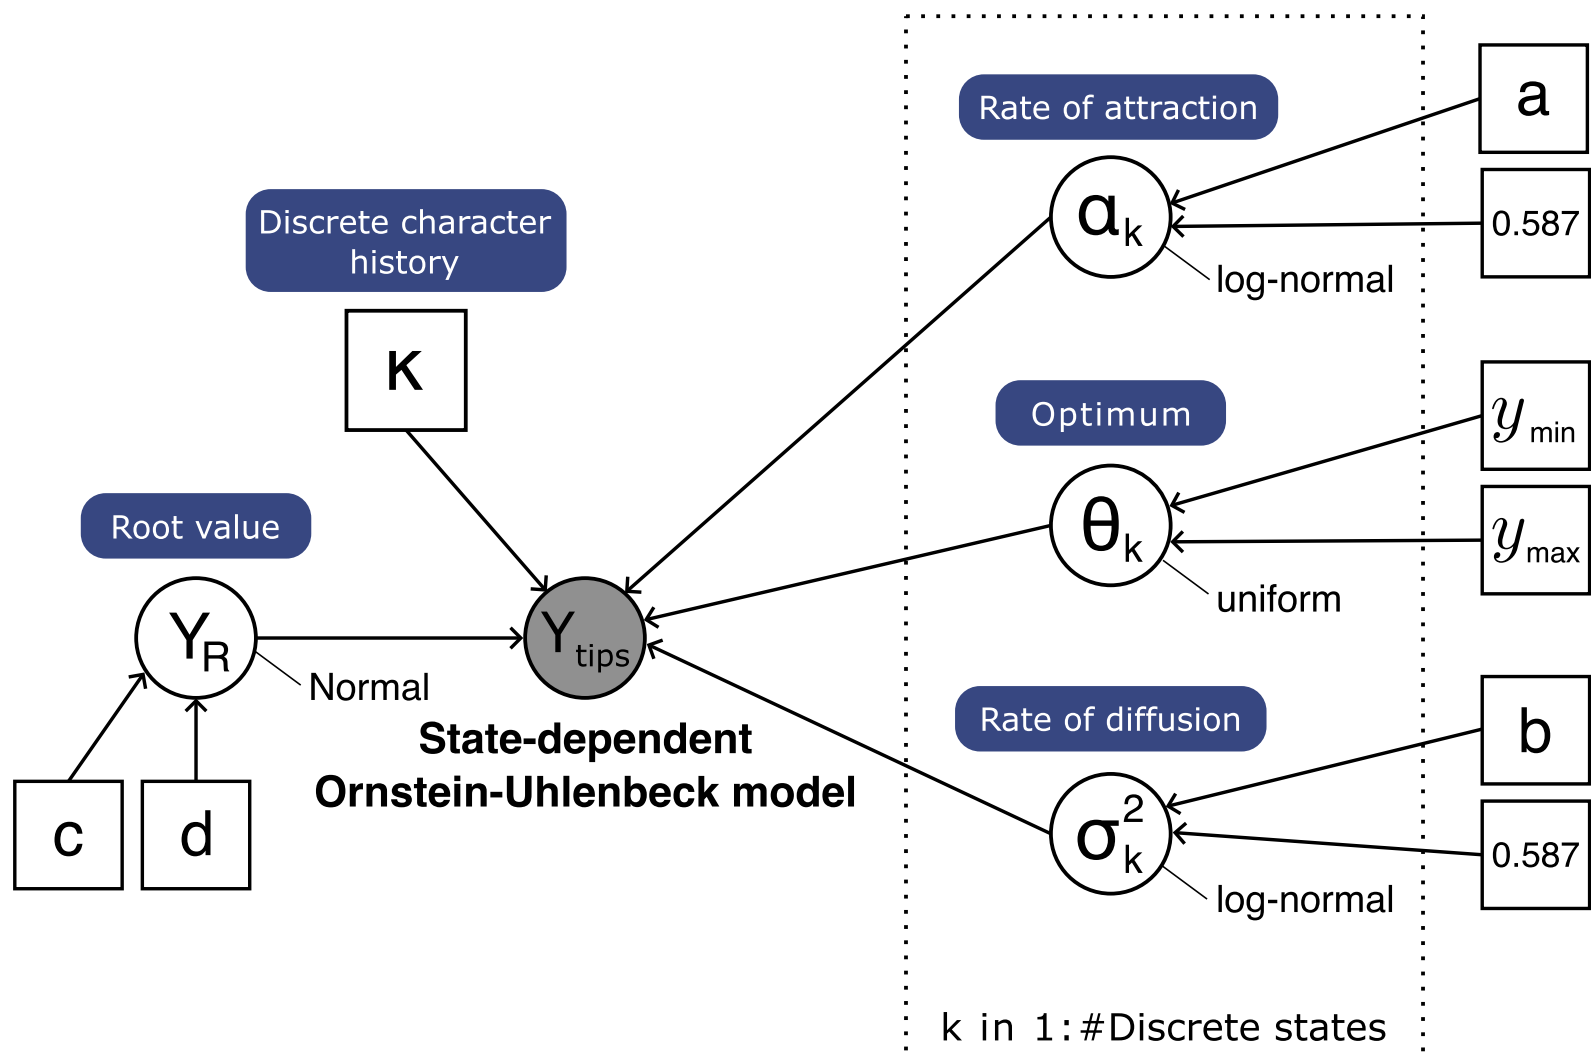 Rate of attraction
a
αk
0.587
log-normal
Discrete character
history
κ
Optimum
ymin
θk
ymax
uniform
Root value
YR
Normal
Ytips
State-dependent
Ornstein-Uhlenbeck model
c
d
Rate of diffusion
b
σ²k
0.587
log-normal
k in 1:#Discrete states